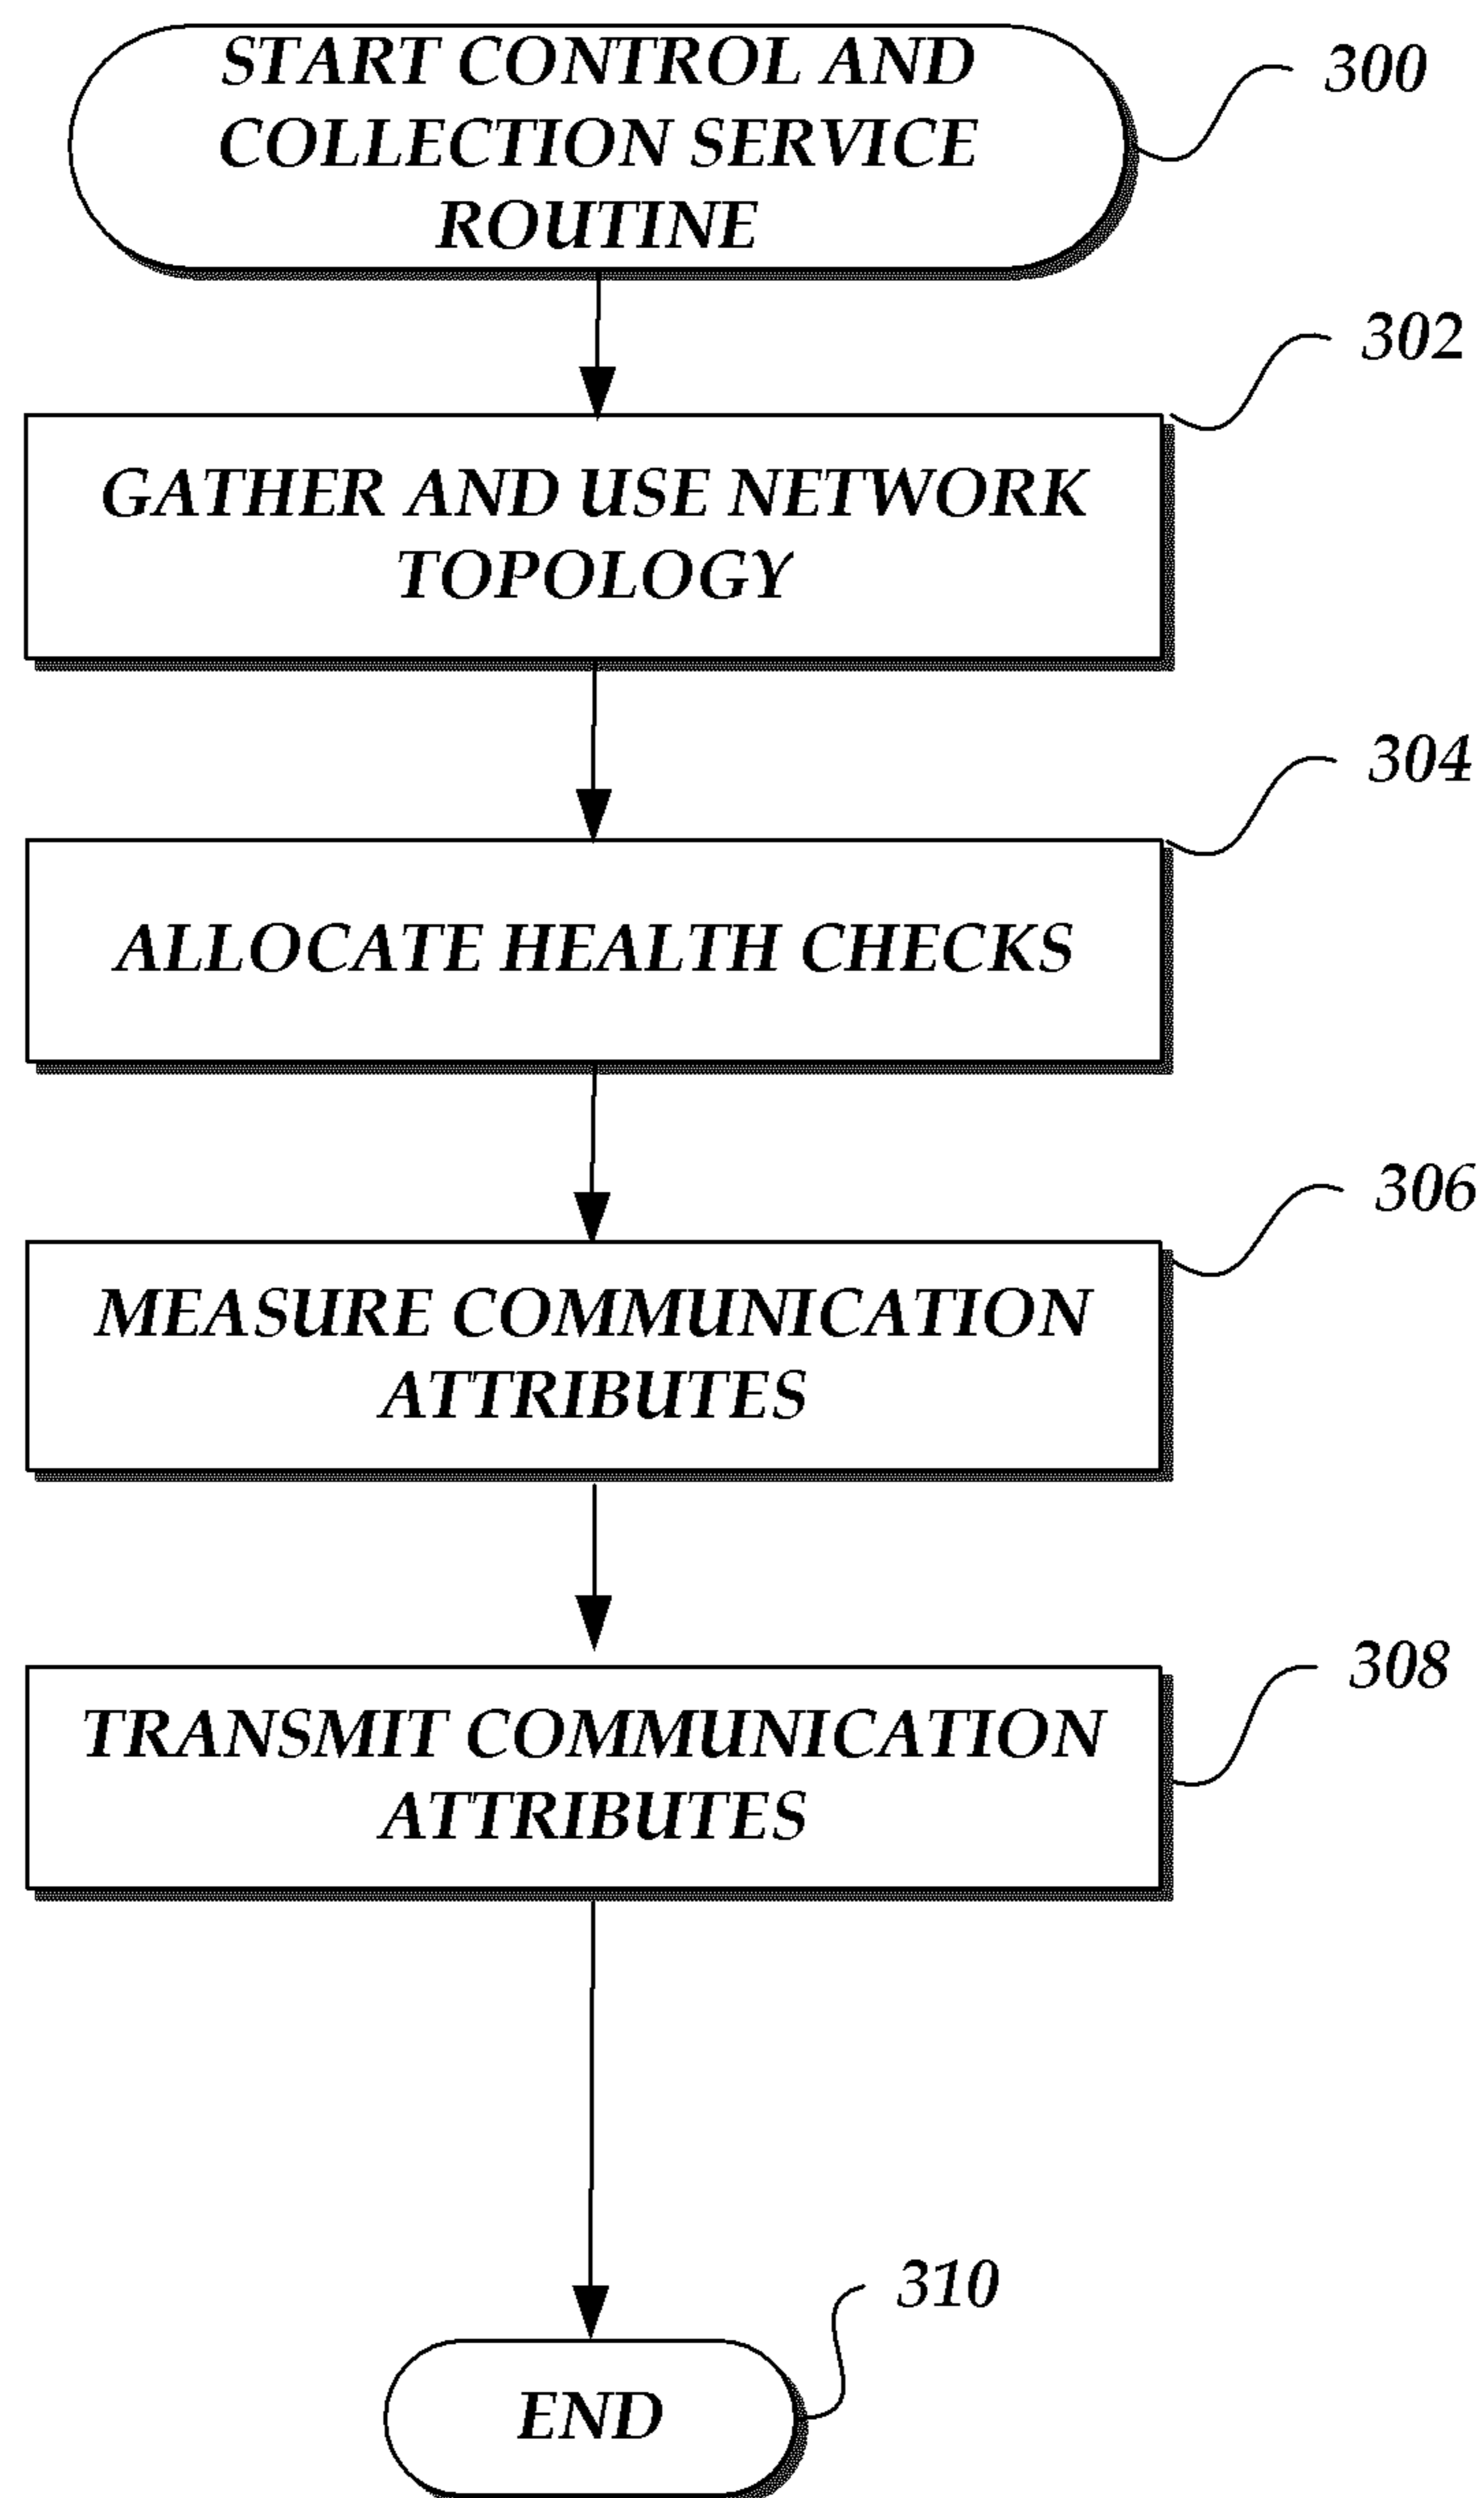 START CONTROL AND
COLLECTION SERVICE
ROUTINE
300
302
GATHER AND USE NETWORK
TOPOLOGY
304
ALLOCATE HEALTH CHECKS
306
MEASURE COMMUNICATION
ATTRIBUTES
308
TRANSMIT COMMUNICATION
ATTRIBUTES
310
END